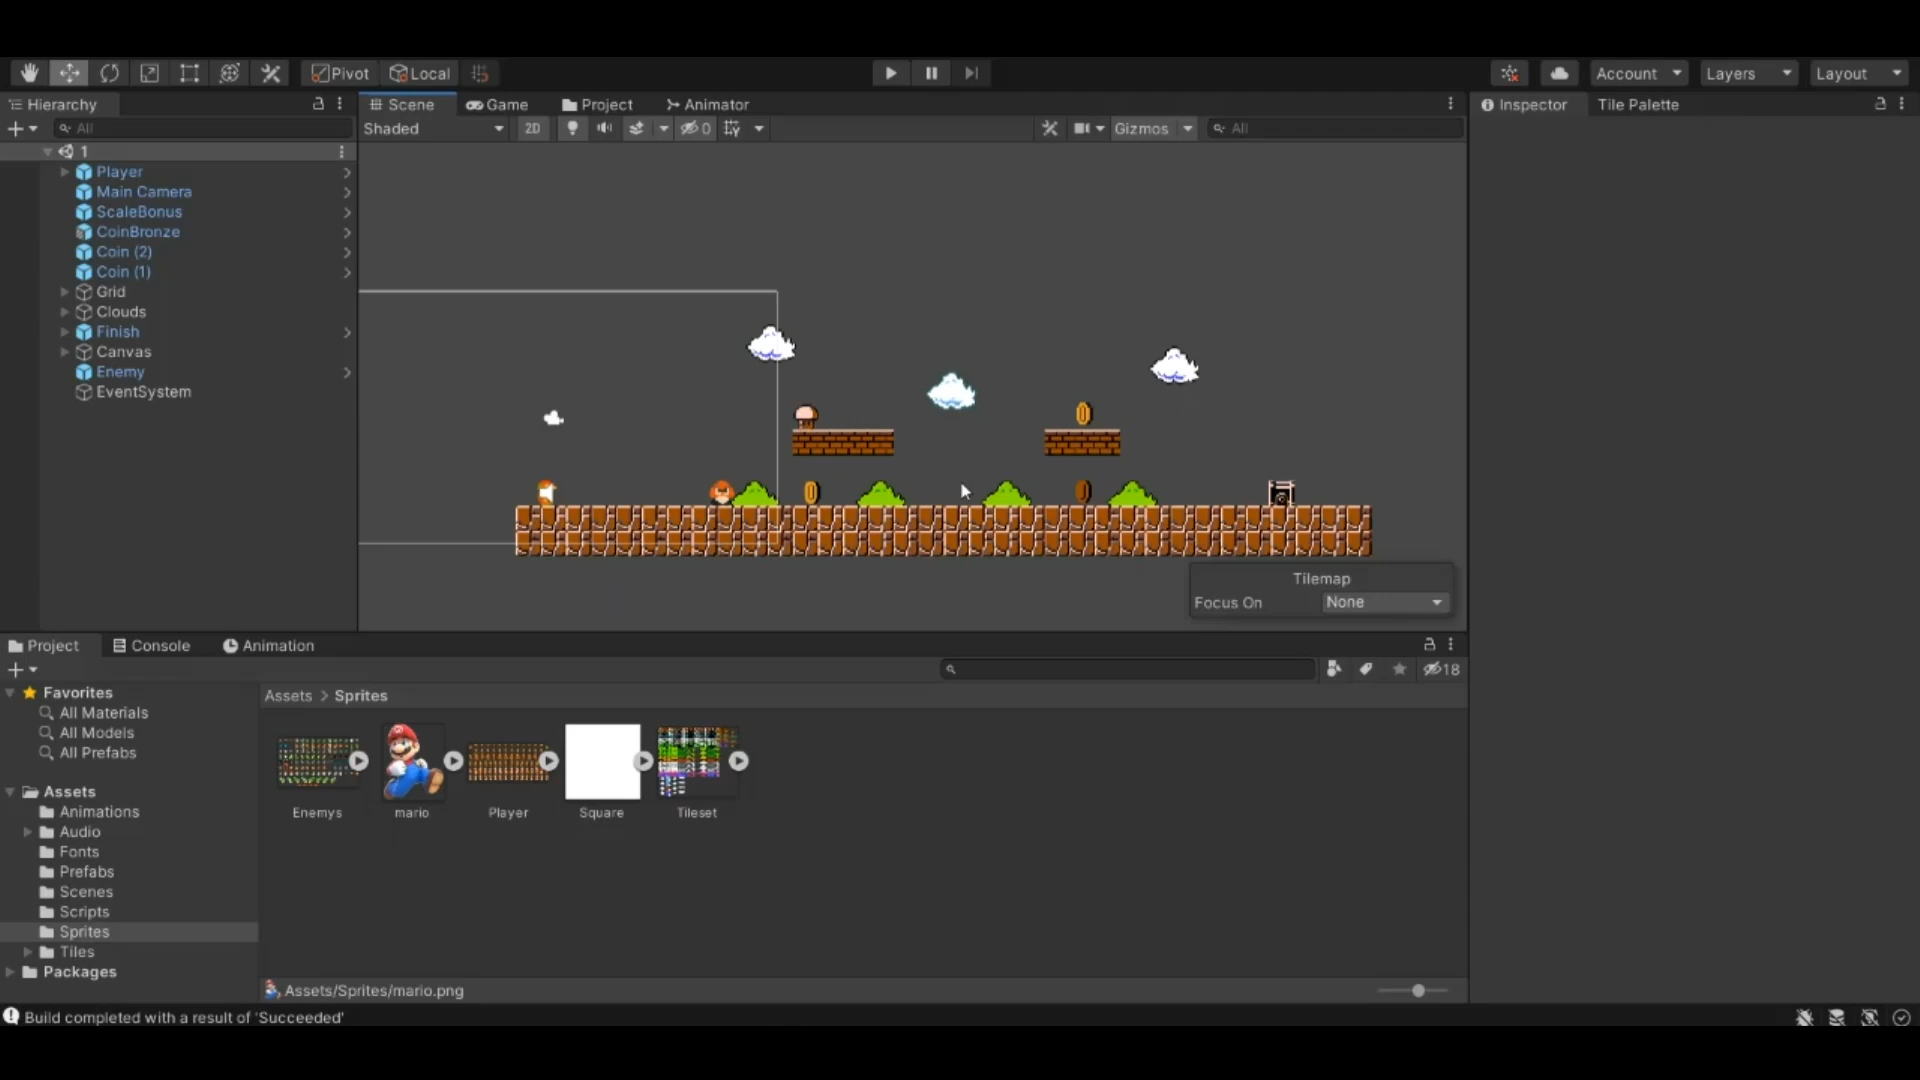 Pivot Local Account Layers Layout
Hierarchy
All
1
Player
Main Camera
ScaleBonus
CoinBronze
Coin (2)
Coin (1)
Grid
Clouds
Finish
Canvas
Enemy
EventSystem
Scene Game Project Animator
Shaded 2D 0 Gizmos All
Tilemap
Focus On None
Inspector Tile Palette
Project Console Animation
18
Favorites
All Materials
All Models
All Prefabs
Assets
Animations
Audio
Fonts
Prefabs
Scenes
Scripts
Sprites
Tiles
Packages
Assets > Sprites
Enemys mario Player Square Tileset
Assets/Sprites/mario.png
Build completed with a result of 'Succeeded'